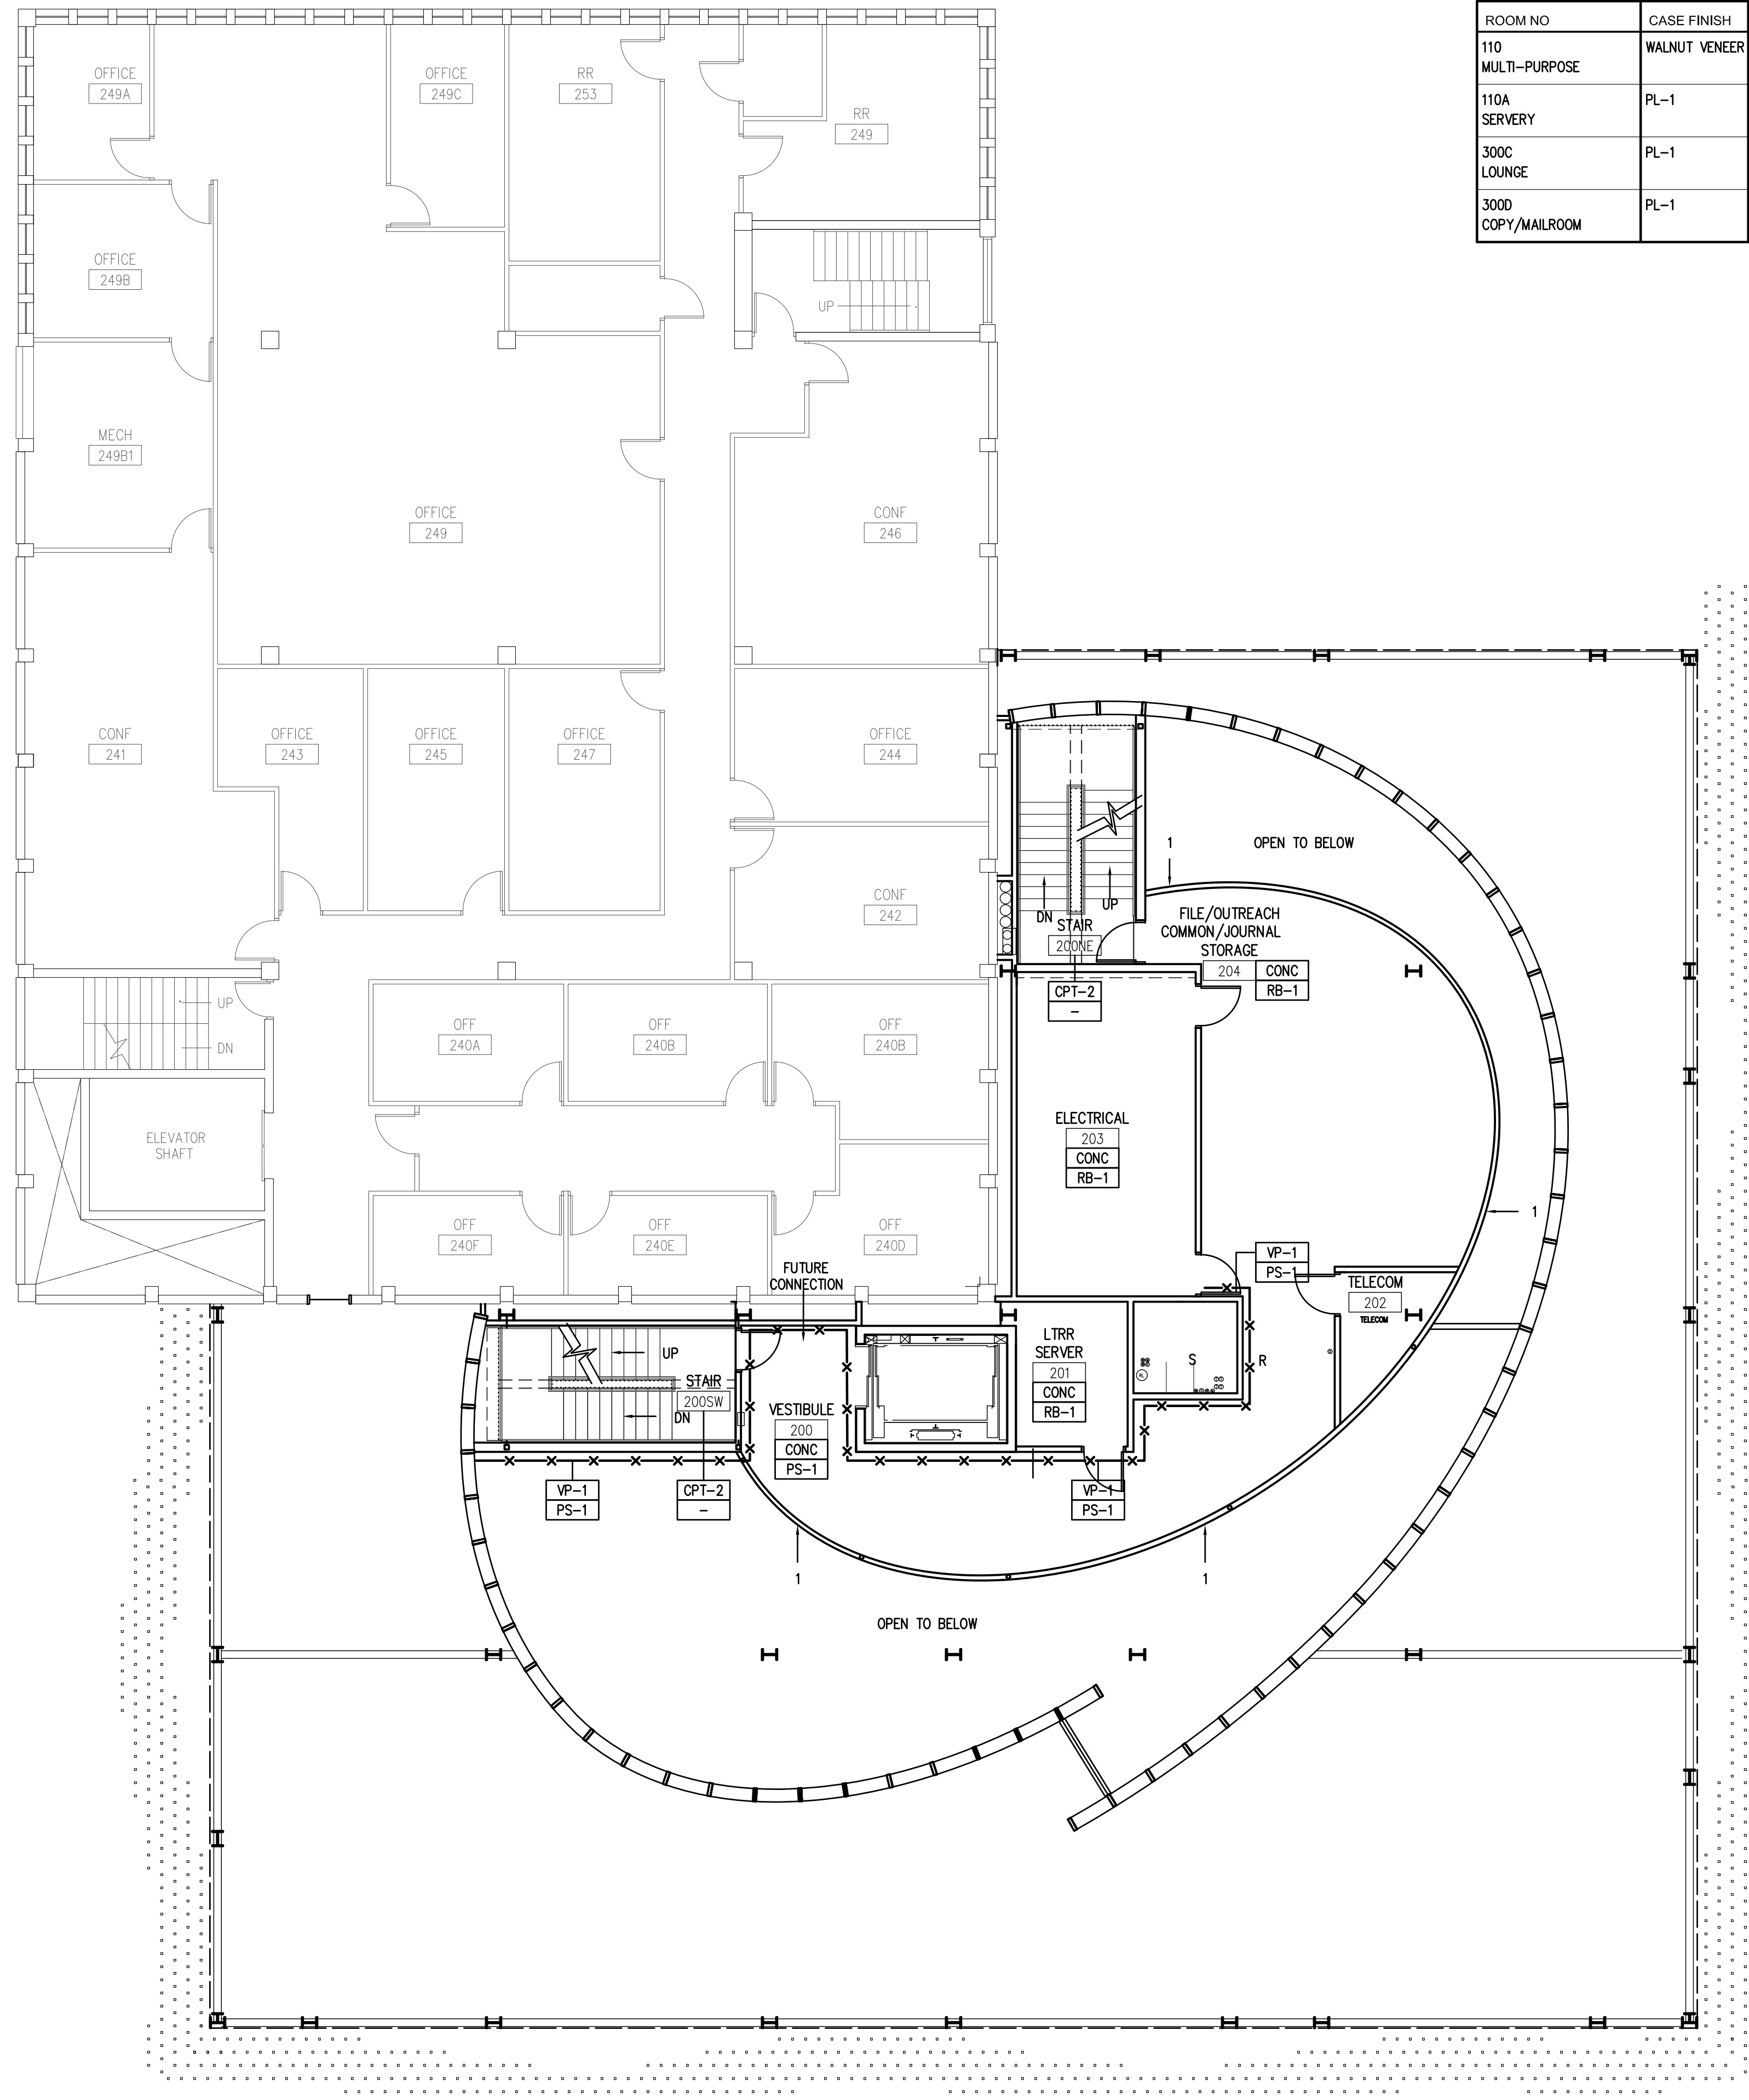 ROOM NO CASE FINISH
110 WALNUT VENEER
MULTI-PURPOSE
110A PL-1
SERVERY
300C PL-1
LOUNGE
300D PL-1
COPY/MAILROOM
OFFICE
249A
OFFICE
249C
RR
253
RR
249
OFFICE
249B
UP
MECH
249B1
OFFICE
249
CONF
246
CONF
241
OFFICE
243
OFFICE
245
OFFICE
247
OFFICE
244
CONF
242
UP
DN
OFF
240A
OFF
240B
OFF
240B
ELEVATOR
SHAFT
OFF
240F
OFF
240E
OFF
240D
OPEN TO BELOW
1
DN
UP
STAIR
200NE
CPT-2
-
FILE/OUTREACH
COMMON/JOURNAL
STORAGE
204 CONC
RB-1
ELECTRICAL
203
CONC
RB-1
1
VP-1
PS-1
TELECOM
202
TELECOM
FUTURE
CONNECTION
UP
STAIR
200SW
DN
VESTIBULE
200
CONC
PS-1
LTRR
SERVER
201
CONC
RB-1
S
R
VP-1
PS-1
CPT-2
-
VP-1
PS-1
1
1
OPEN TO BELOW